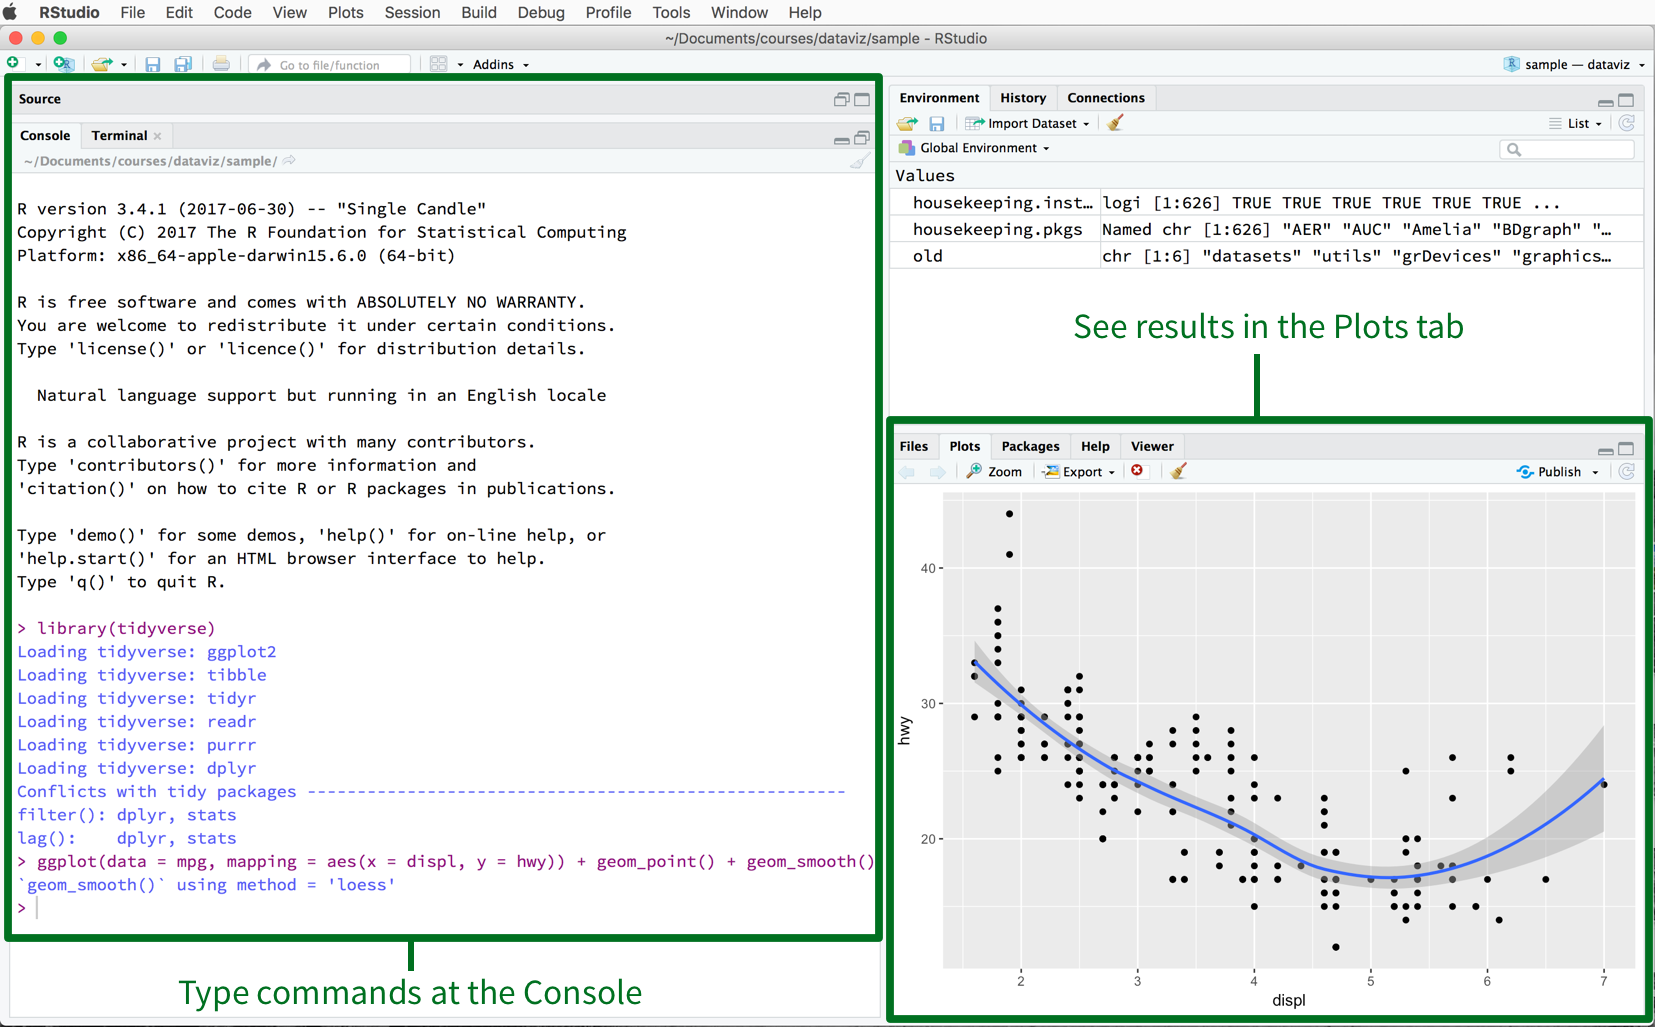 RStudio File Edit Code View Plots Session Build Debug Profile Tools Window Help
~/Documents/courses/dataviz/sample - RStudio
Go to file/function Addins sample — dataviz
Source
Console Terminal
~/Documents/courses/dataviz/sample/
R version 3.4.1 (2017-06-30) -- "Single Candle"
Copyright (C) 2017 The R Foundation for Statistical Computing
Platform: x86_64-apple-darwin15.6.0 (64-bit)
R is free software and comes with ABSOLUTELY NO WARRANTY.
You are welcome to redistribute it under certain conditions.
Type 'license()' or 'licence()' for distribution details.
Natural language support but running in an English locale
R is a collaborative project with many contributors.
Type 'contributors()' for more information and
'citation()' on how to cite R or R packages in publications.
Type 'demo()' for some demos, 'help()' for on-line help, or
'help.start()' for an HTML browser interface to help.
Type 'q()' to quit R.
> library(tidyverse)
Loading tidyverse: ggplot2
Loading tidyverse: tibble
Loading tidyverse: tidyr
Loading tidyverse: readr
Loading tidyverse: purrr
Loading tidyverse: dplyr
Conflicts with tidy packages ------------------------------------------------------
filter(): dplyr, stats
lag():    dplyr, stats
> ggplot(data = mpg, mapping = aes(x = displ, y = hwy)) + geom_point() + geom_smooth()
`geom_smooth()` using method = 'loess'
>
Type commands at the Console
Environment History Connections
Import Dataset List
Global Environment
Values
housekeeping.inst… logi [1:626] TRUE TRUE TRUE TRUE TRUE TRUE ...
housekeeping.pkgs Named chr [1:626] "AER" "AUC" "Amelia" "BDgraph" "…
old chr [1:6] "datasets" "utils" "grDevices" "graphics…
See results in the Plots tab
Files Plots Packages Help Viewer
Zoom Export Publish
40
30
20
hwy
2 3 4 5 6 7
displ